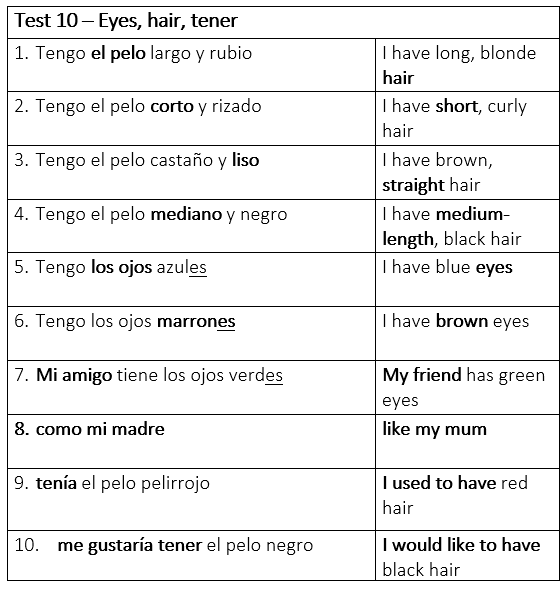 Test 10 – Eyes, hair, tener
1. Tengo el pelo largo y rubio
I have long, blonde
hair
2. Tengo el pelo corto y rizado
I have short, curly
hair
3. Tengo el pelo castaño y liso
I have brown,
straight hair
4. Tengo el pelo mediano y negro
I have medium-
length, black hair
5. Tengo los ojos azules
I have blue eyes
6. Tengo los ojos marrones
I have brown eyes
7. Mi amigo tiene los ojos verdes
My friend has green
eyes
8. como mi madre
like my mum
9. tenía el pelo pelirrojo
I used to have red
hair
10. me gustaría tener el pelo negro
I would like to have
black hair